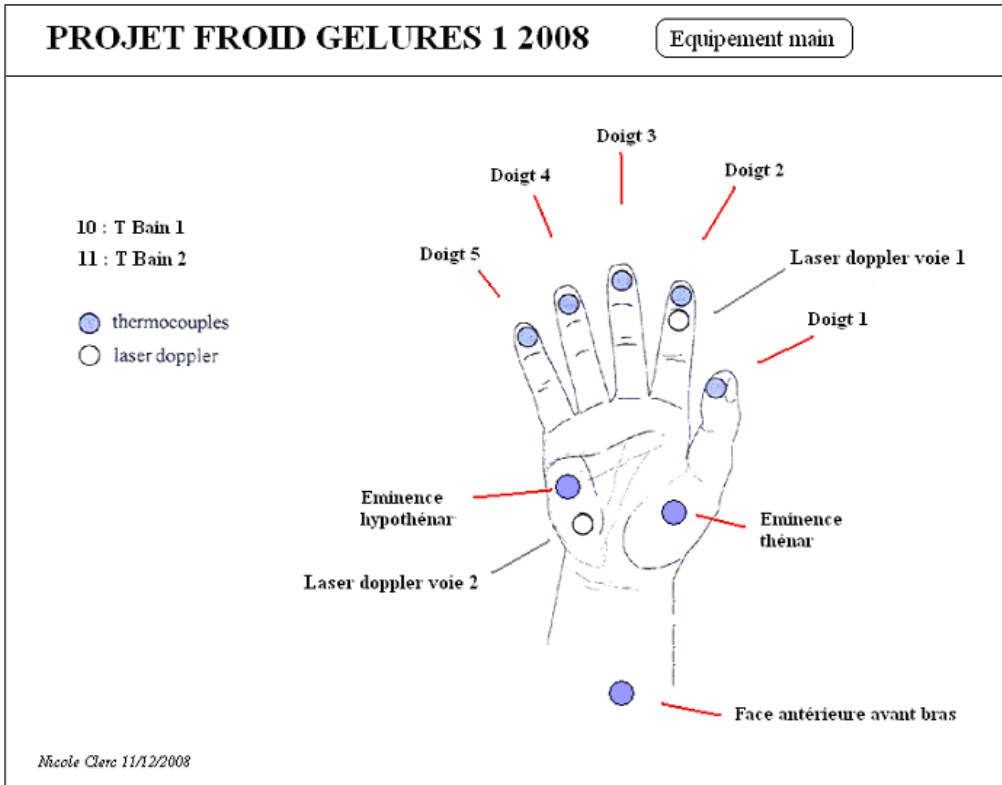 PROJET FROID GELURES 1 2008
Equipement main
Doigt 3
Doigt 4
Doigt 2
10 : T Bain 1
11 : T Bain 2
Doigt 5
Laser doppler voie 1
thermocouples
Doigt 1
laser doppler
Eminence
hypothénar
Eminence
thénar
Laser doppler voie 2
Face antérieure avant bras
Nicole Clerc 11/12/2008